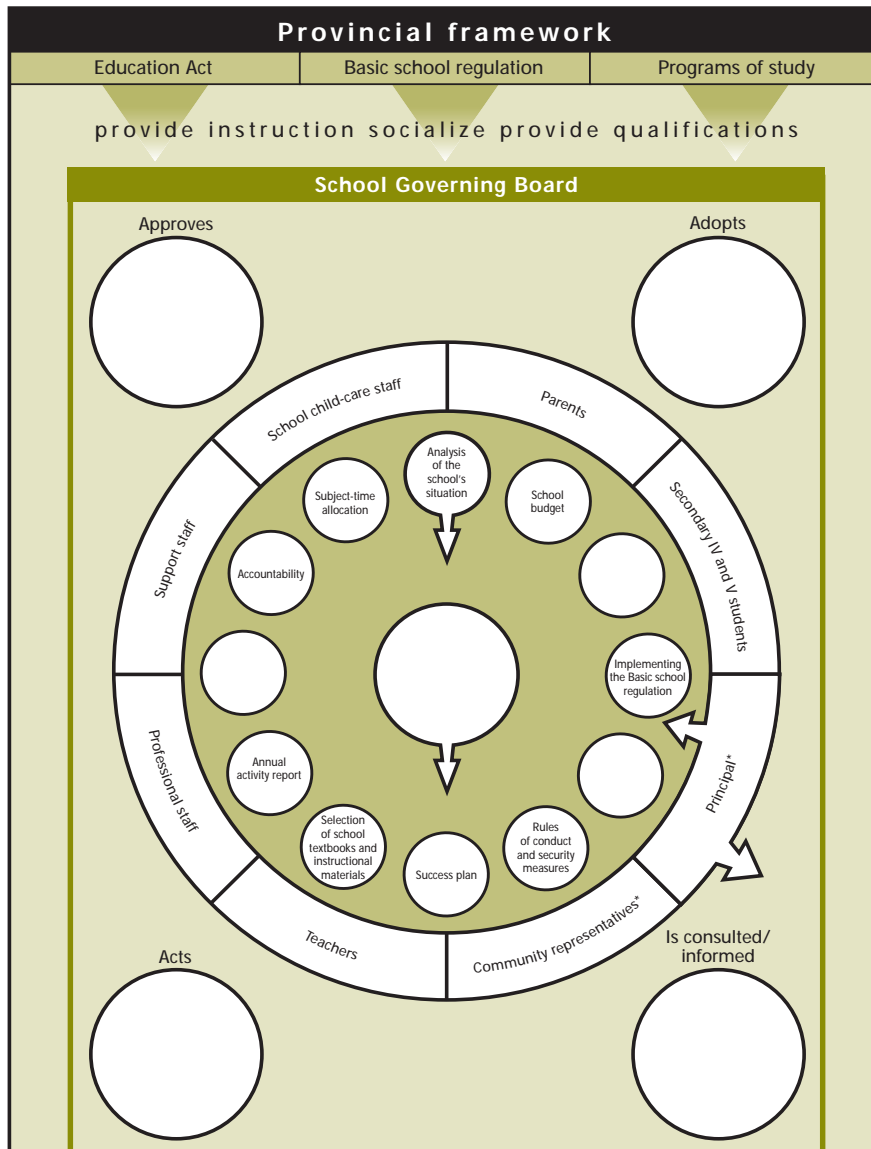 Provincial framework
Education Act
Basic school regulation
Programs of study
provide instruction socialize provide qualifications
School Governing Board
Approves
Adopts
School child-care staff
Parents
Support staff
Secondary IV and V students
Analysis
of the
school's
situation
Subject-time
allocation
School
budget
Accountability
Implementing
the Basic school
regulation
Professional staff
Principal*
Annual
activity report
Selection
of school
textbooks and
instructional
materials
Success plan
Rules
of conduct
and security
measures
Teachers
Community representatives*
Acts
Is consulted/
informed